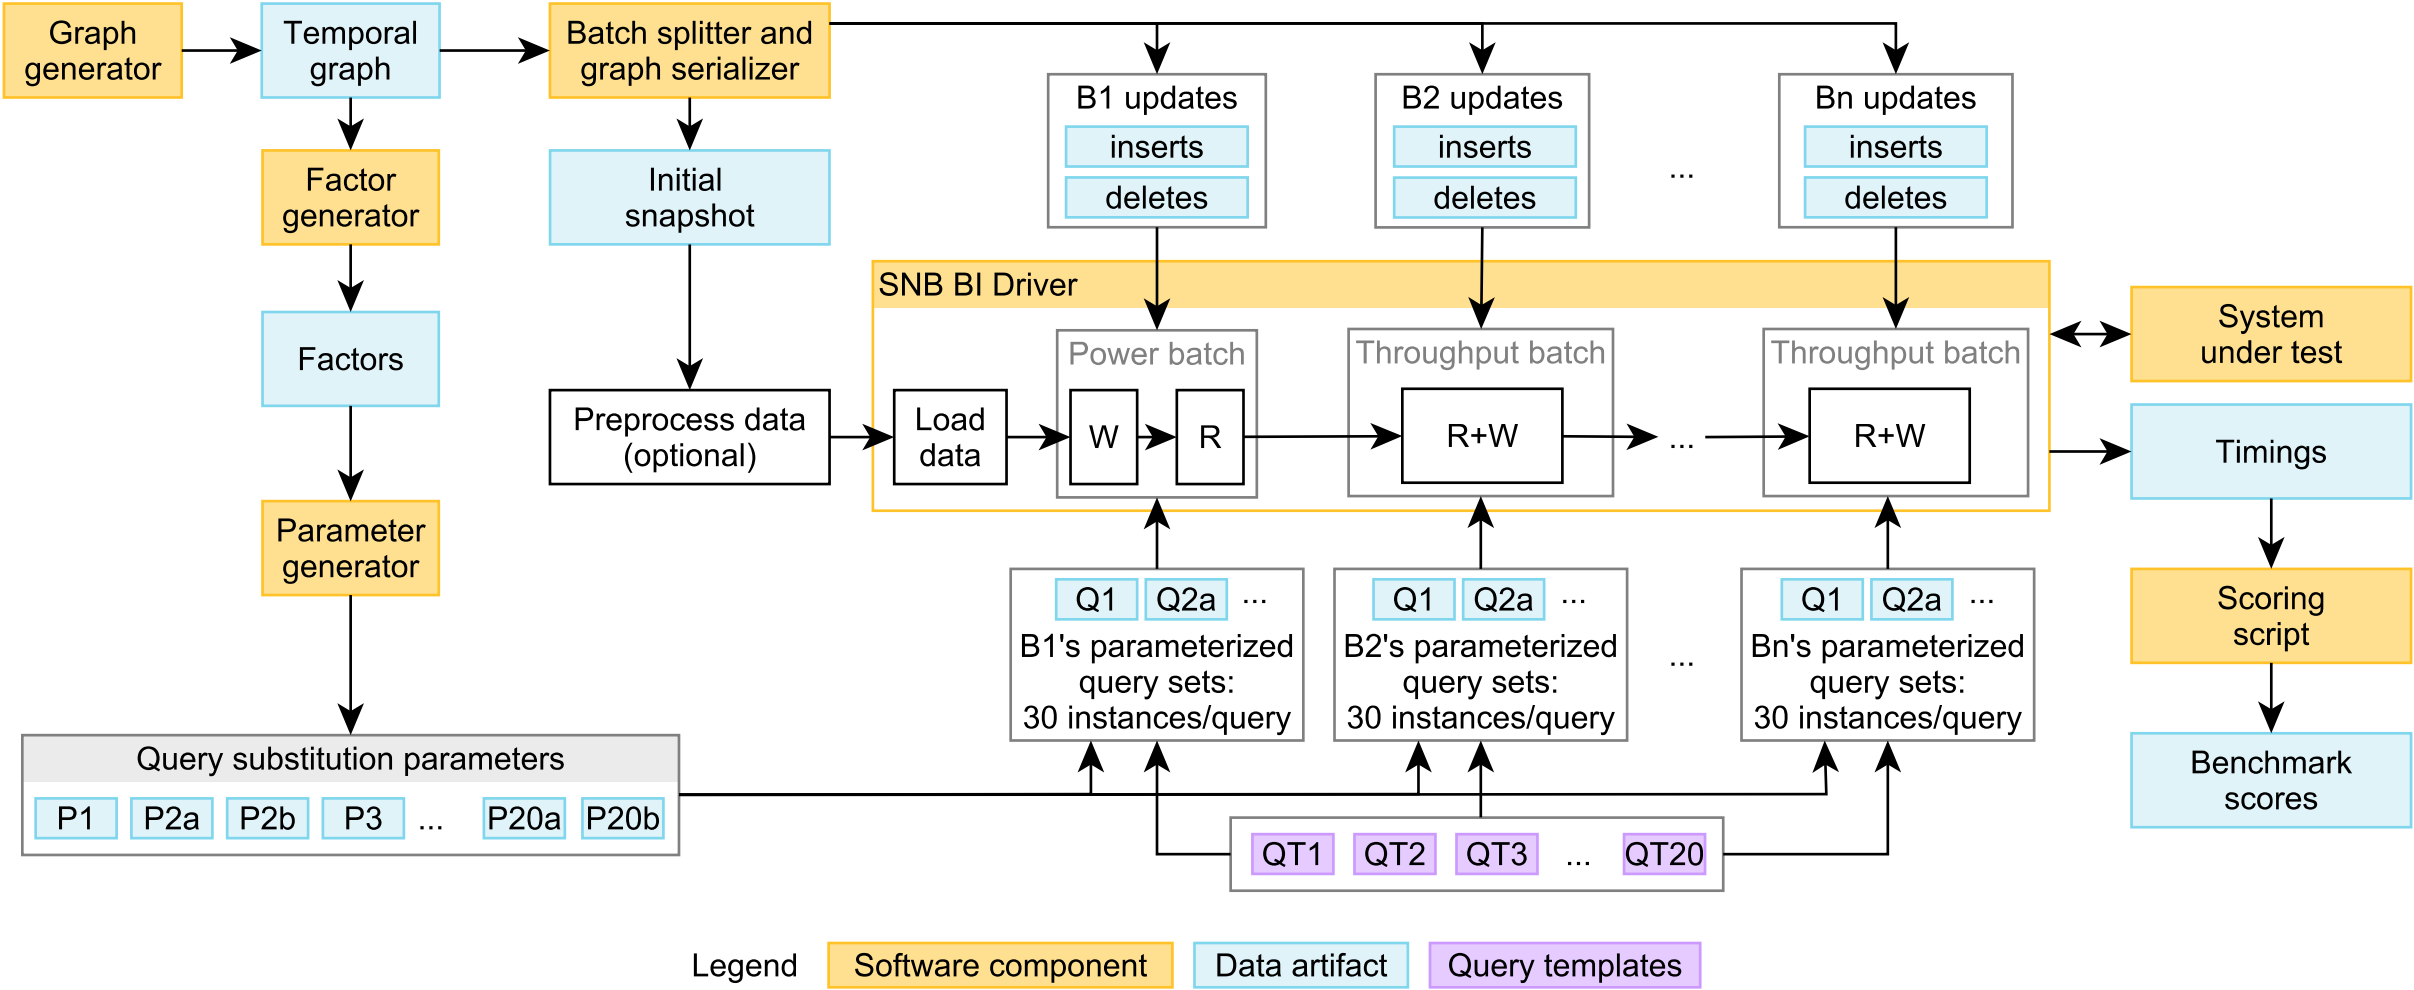 Graph
generator
Temporal
graph
Batch splitter and
graph serializer
B1 updates
inserts
deletes
B2 updates
inserts
deletes
...
Bn updates
inserts
deletes
Factor
generator
Initial
snapshot
Factors
SNB BI Driver
Power batch
Throughput batch
Throughput batch
Preprocess data
(optional)
Load
data
W
R
R+W
...
R+W
System
under test
Timings
Scoring
script
Benchmark
scores
Parameter
generator
Q1 Q2a ...
B1's parameterized
query sets:
30 instances/query
Q1 Q2a ...
B2's parameterized
query sets:
30 instances/query
...
Q1 Q2a ...
Bn's parameterized
query sets:
30 instances/query
Query substitution parameters
P1 P2a P2b P3 ... P20a P20b
QT1 QT2 QT3 ... QT20
Legend Software component Data artifact Query templates